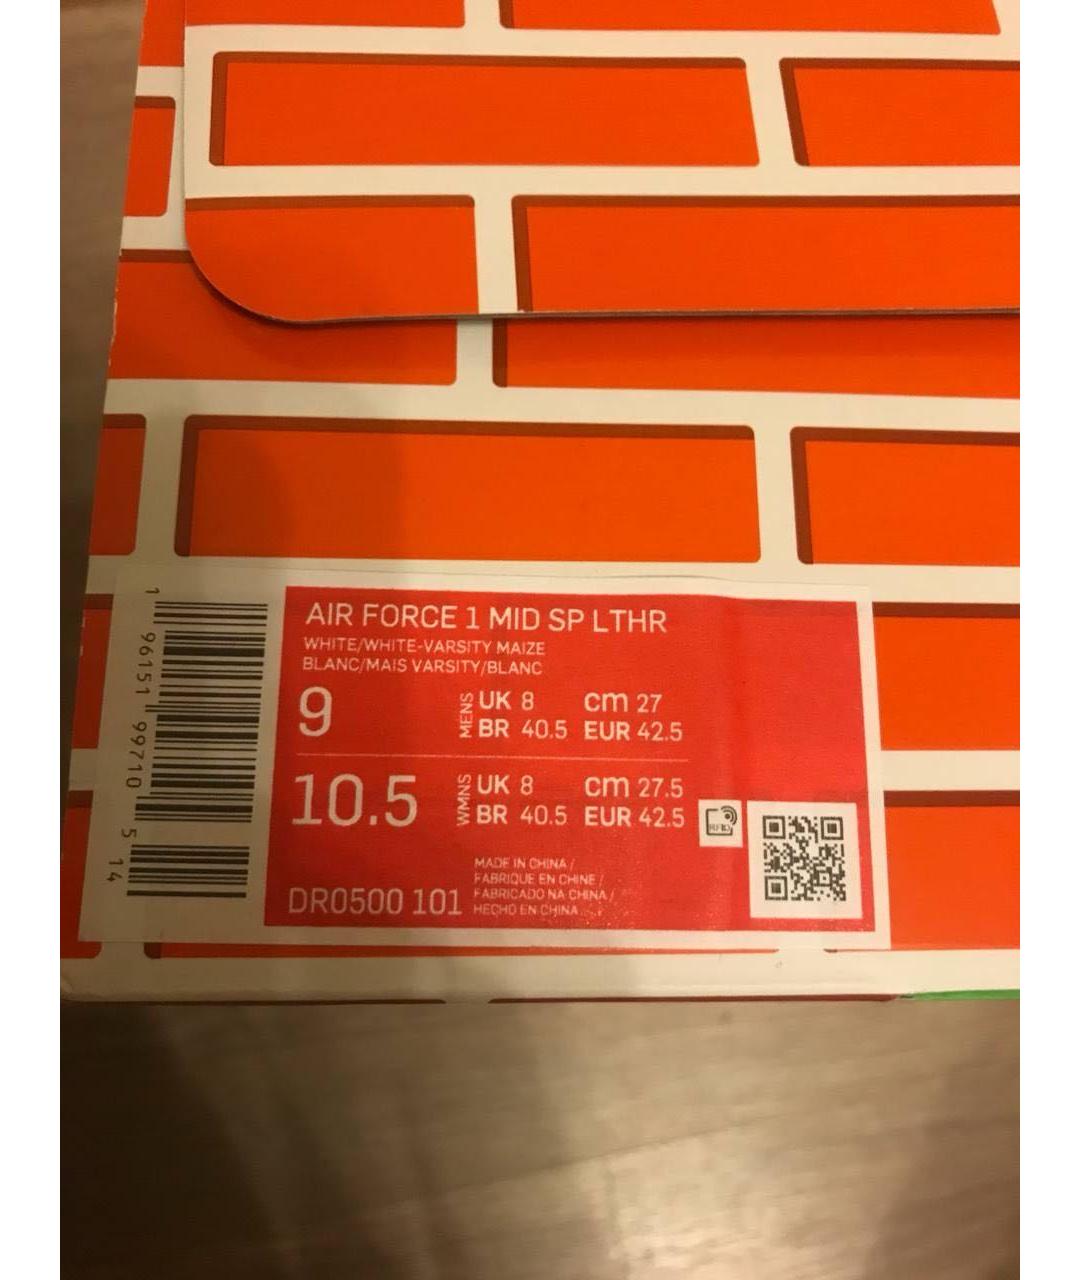 AIR FORCE 1 MID SP LTHR
WHITE/WHITE-VARSITY MAIZE
BLANC/MAIS VARSITY/BLANC
9 MENS UK 8 cm 27
BR 40.5 EUR 42.5
10.5 WMNS UK 8 cm 27.5
BR 40.5 EUR 42.5
RFID
MADE IN CHINA /
FABRIQUE EN CHINE /
FABRICADO NA CHINA /
HECHO EN CHINA
DR0500 101
1 96151 99710 5 14